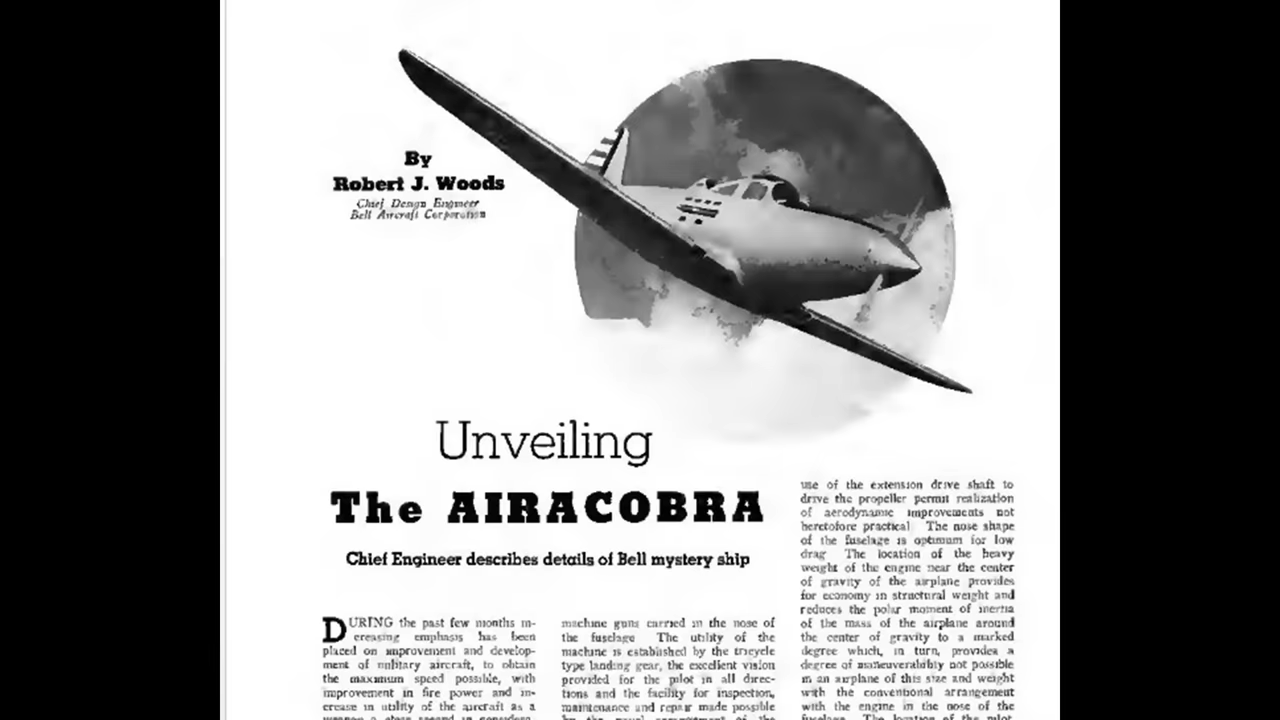 By
Robert J. Woods
Chief Design Engineer
Bell Aircraft Corporation
Unveiling
The AIRACOBRA
Chief Engineer describes details of Bell mystery ship
DURING the past few months in-
creasing emphasis has been
placed on improvement and develop-
ment of military aircraft, to obtain
the maximum speed possible, with
improvement in fire power and in-
crease in utility of the aircraft as a
machine guns carried in the nose of
the fuselage The utility of the
machine is established by the tricycle
type landing gear, the excellent vision
provided for the pilot in all direc-
tions and the facility for inspection,
maintenance and repair made possible
use of the extension drive shaft to
drive the propeller permit realization
of aerodynamic improvements not
heretofore practical The nose shape
of the fuselage is optimum for low
drag The location of the heavy
weight of the engine near the center
of gravity of the airplane provides
for economy in structural weight and
reduces the polar moment of inertia
of the mass of the airplane around
the center of gravity to a marked
degree which, in turn, provides a
degree of maneuverability not possible
in an airplane of this size and weight
with the conventional arrangement
with the engine in the nose of the
fuselage. The location of the pilot,